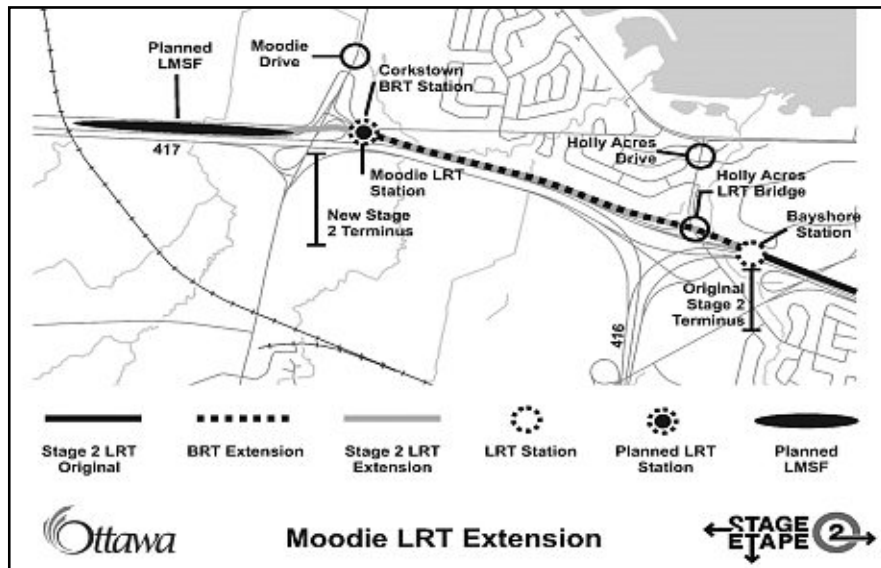 Planned
LMSF
Moodie
Drive
Corkstown
BRT Station
417
Moodie LRT
Station
New Stage
2 Terminus
Holly Acres
Drive
Holly Acres
LRT Bridge
Bayshore
Station
Original
Stage 2
Terminus
416
Stage 2 LRT
Original
BRT Extension
Stage 2 LRT
Extension
LRT Station
Planned LRT
Station
Planned
LMSF
Ottawa
Moodie LRT Extension
STAGE
ETAPE
2